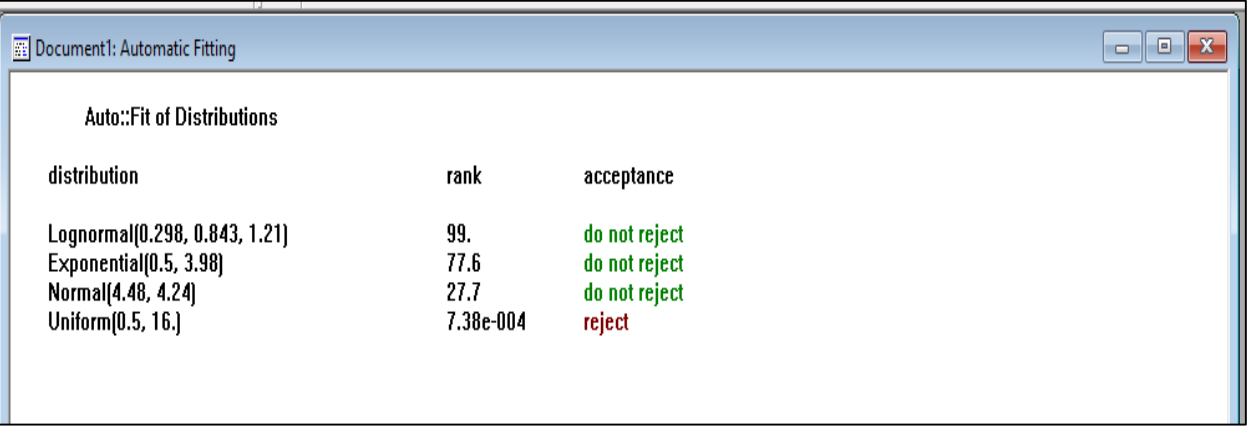 Document1: Automatic Fitting
Auto::Fit of Distributions
distribution rank acceptance
Lognormal(0.298, 0.843, 1.21) 99. do not reject
Exponential(0.5, 3.98) 77.6 do not reject
Normal(4.48, 4.24) 27.7 do not reject
Uniform(0.5, 16.) 7.38e-004 reject